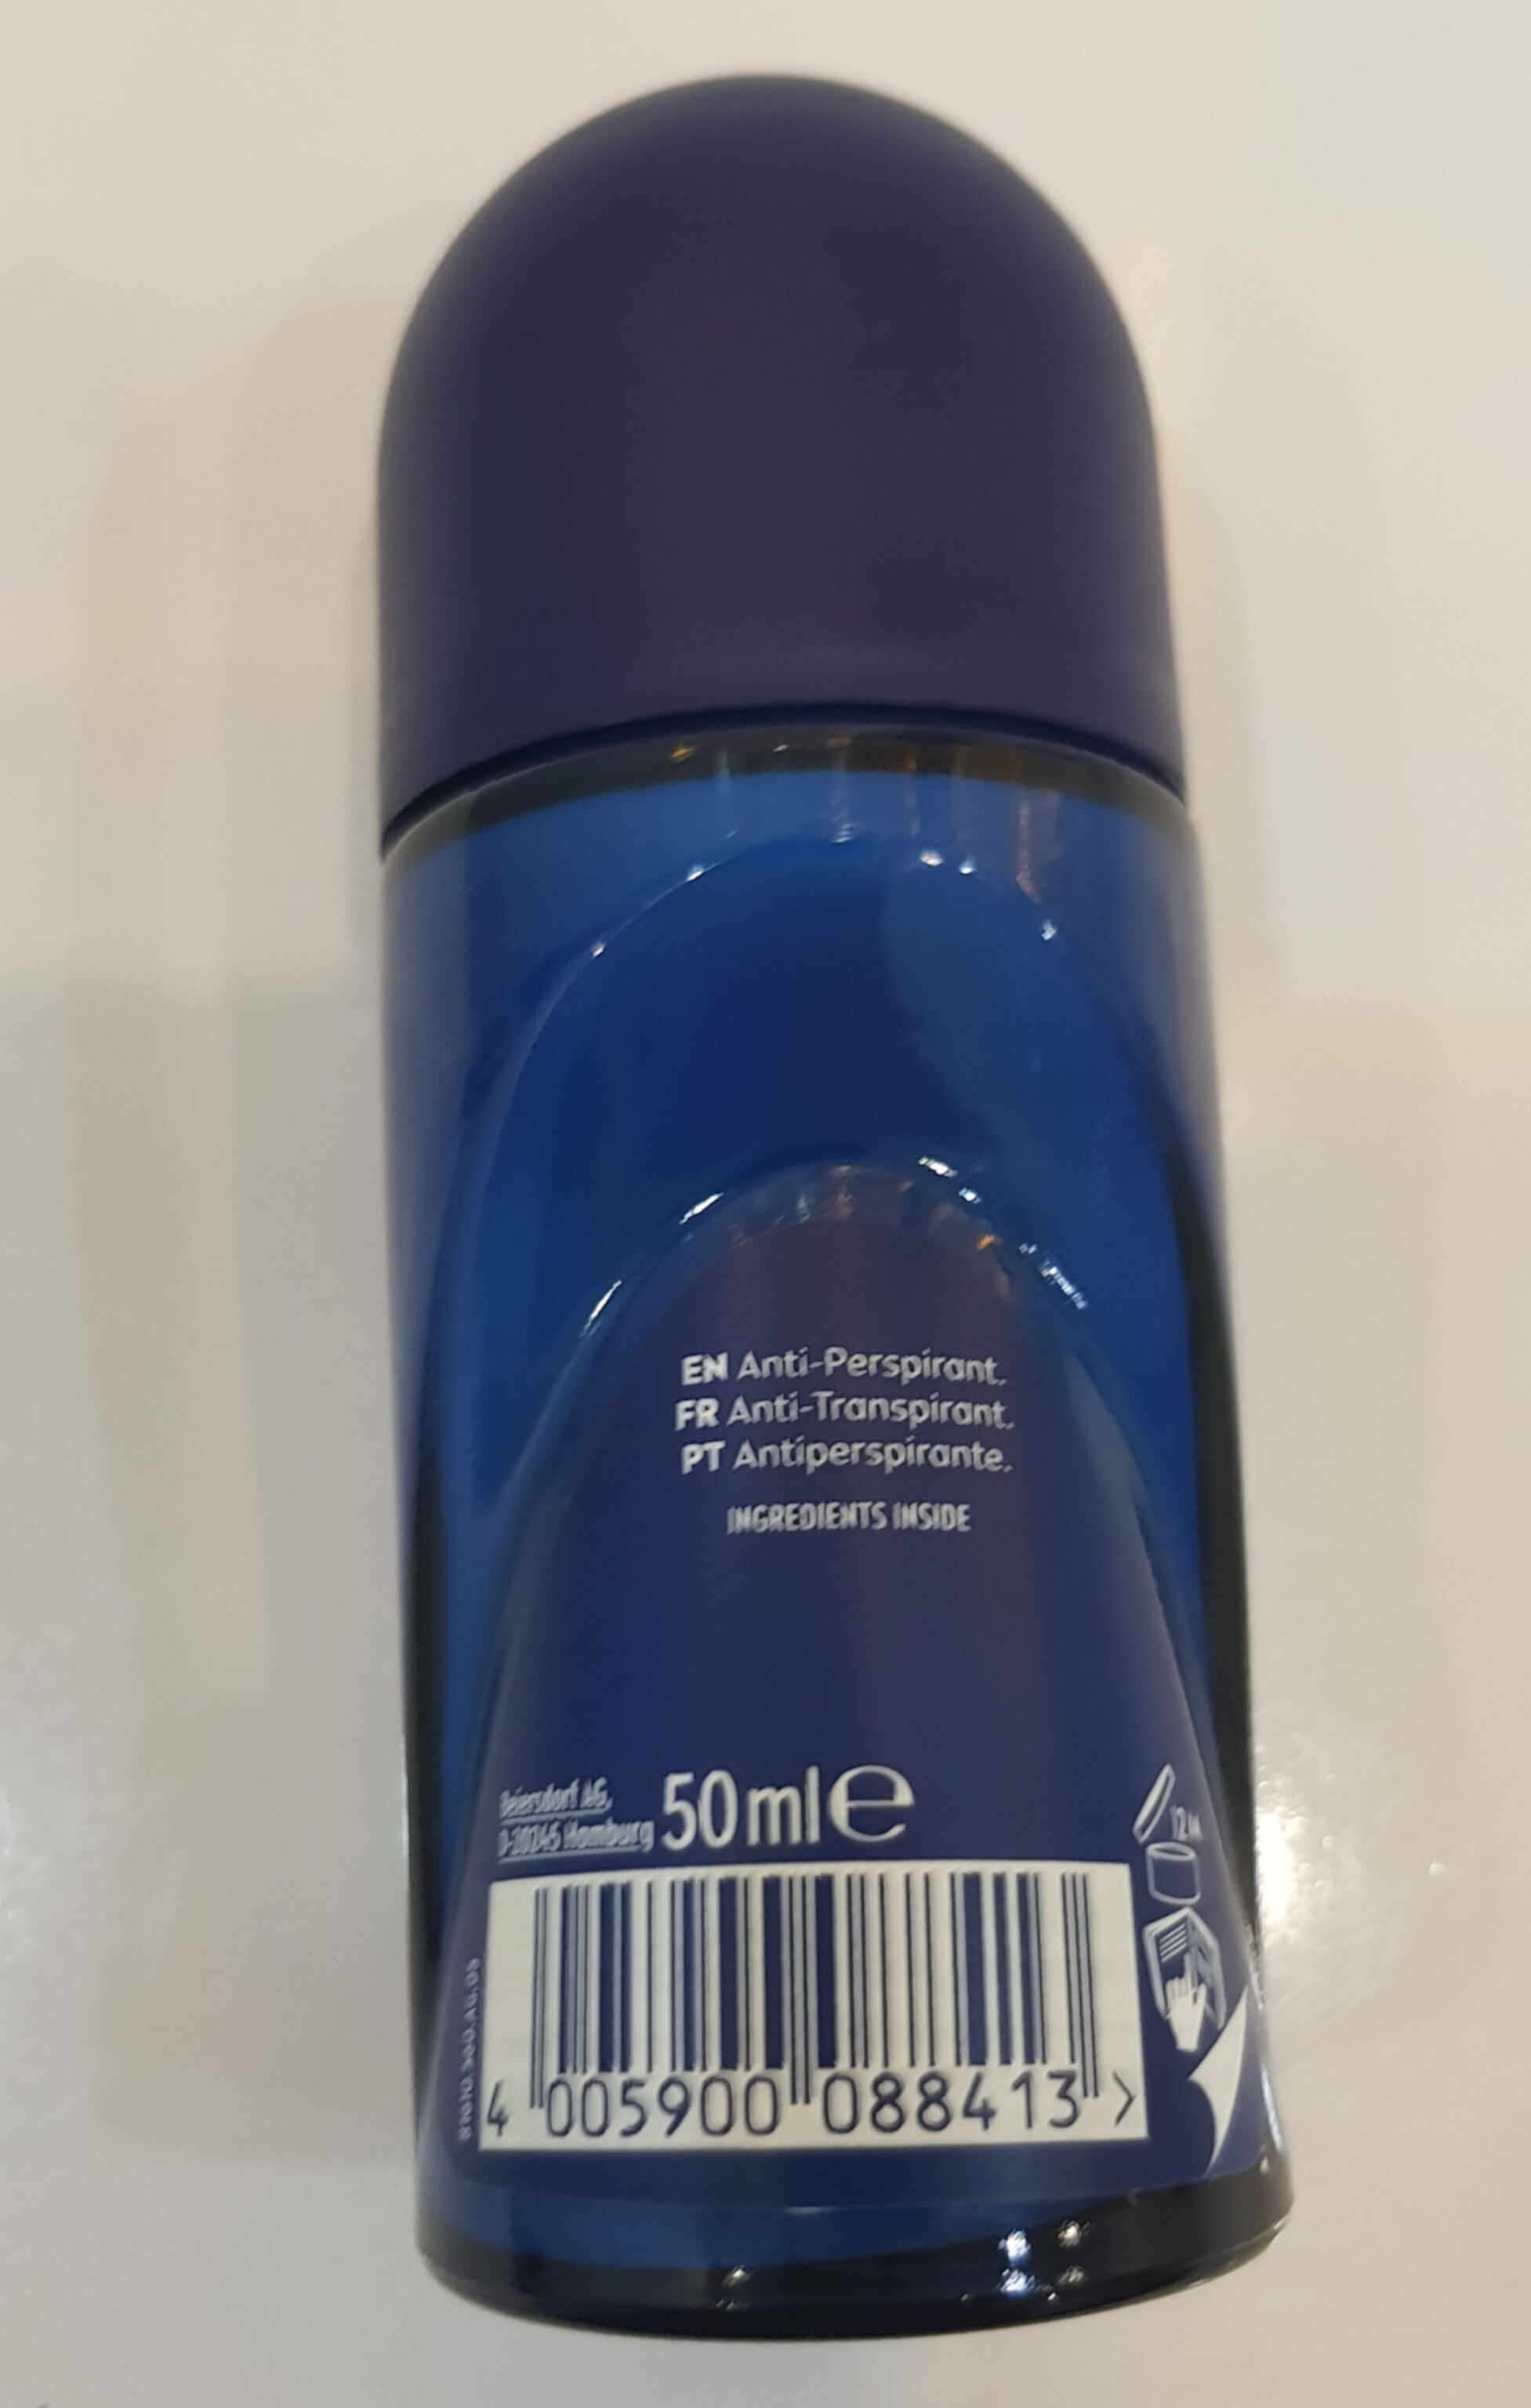 EN Anti-Perspirant.
FR Anti-Transpirant.
PT Antiperspirante.
INGREDIENTS INSIDE
Beiersdorf AG,
D-20245 Hamburg
50ml e
12M
4 005900 088413 >